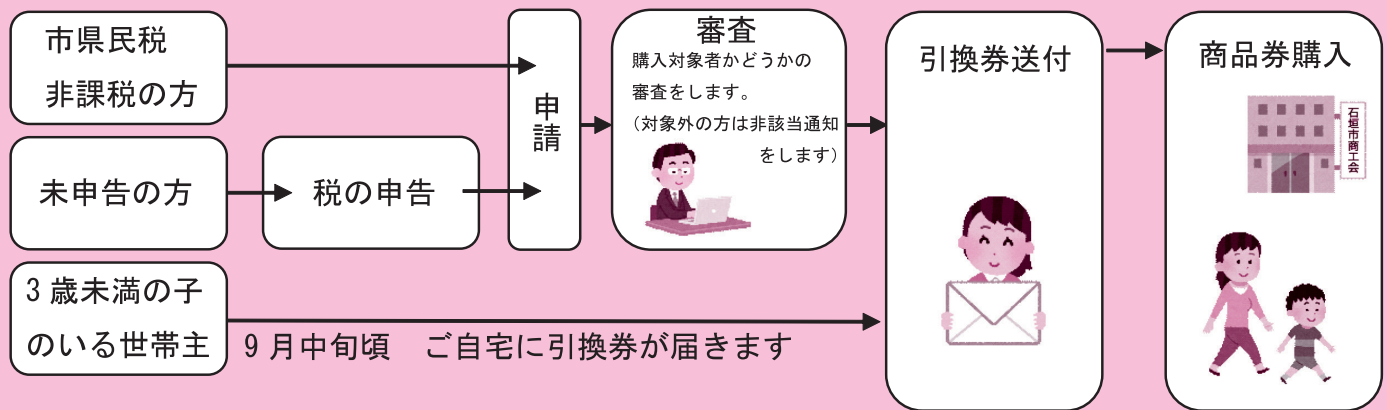 市県民税
非課税の方
未申告の方
税の申告
申請
審査
購入対象者かどうかの
審査をします。
(対象外の方は非該当通知
をします)
3歳未満の子
のいる世帯主
9月中旬頃　ご自宅に引換券が届きます
引換券送付
商品券購入
石垣市商工会